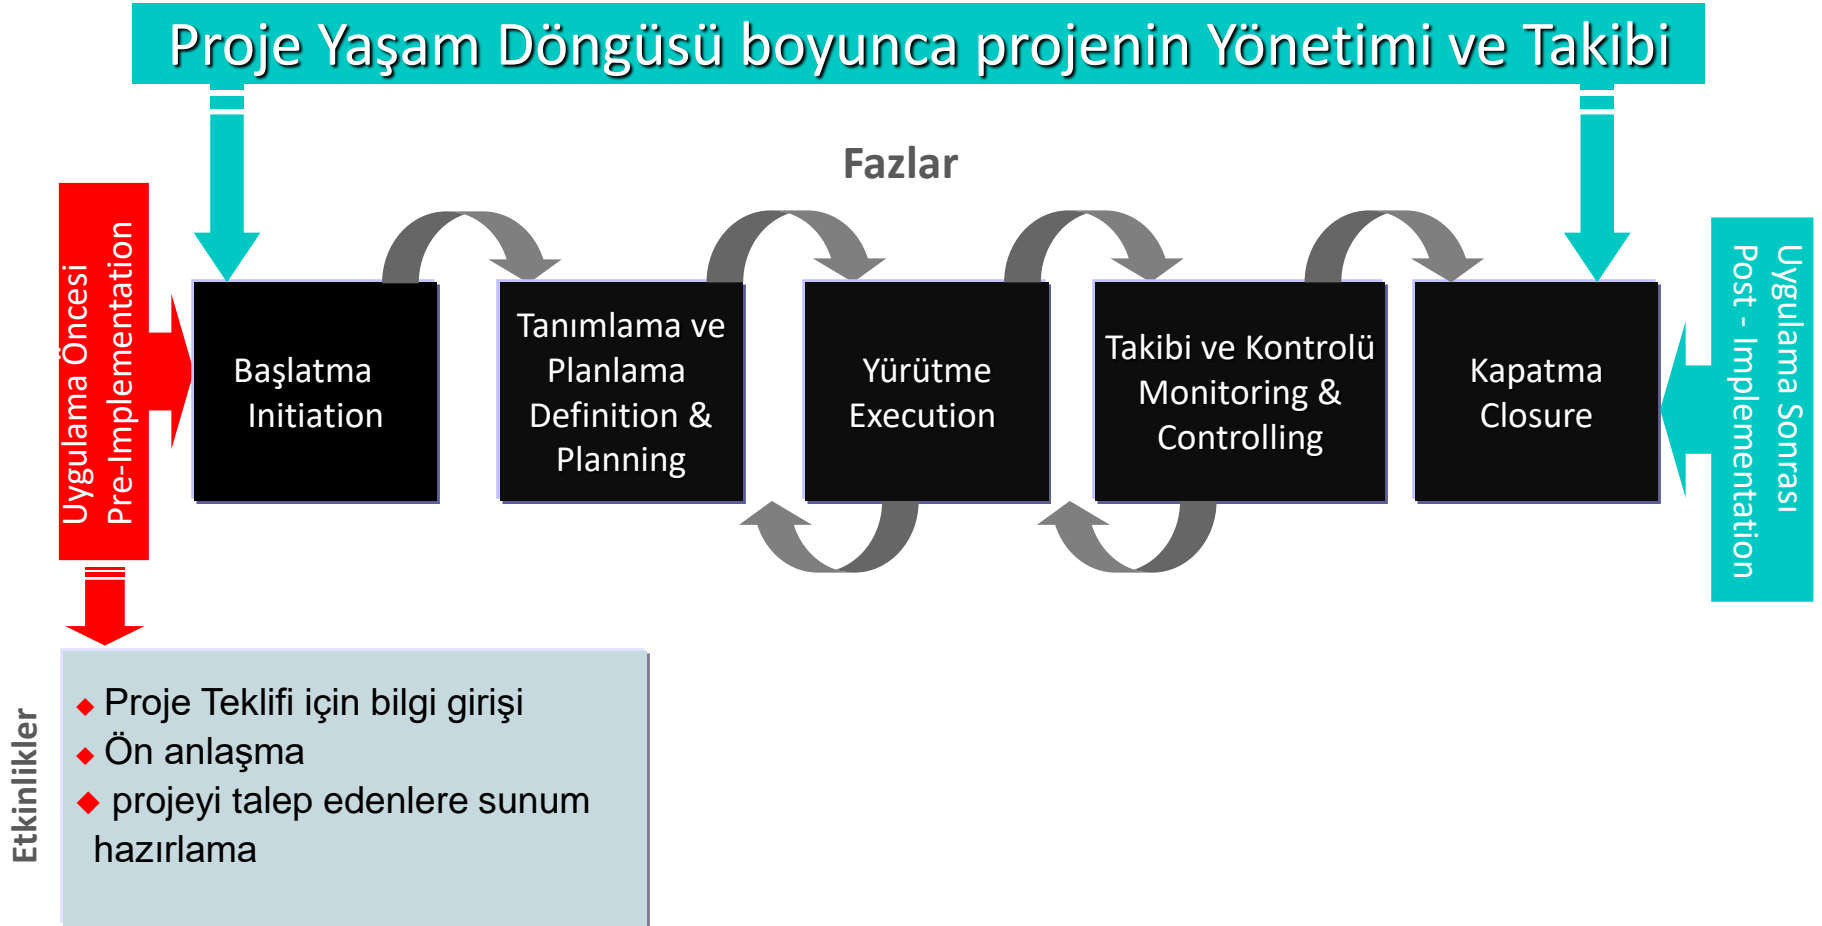 Proje Yaşam Döngüsü boyunca projenin Yönetimi ve Takibi
Fazlar
Uygulama Öncesi
Pre-Implementation
Başlatma
Initiation
Tanımlama ve
Planlama
Definition &
Planning
Yürütme
Execution
Takibi ve Kontrolü
Monitoring &
Controlling
Kapatma
Closure
Uygulama Sonrası
Post - Implementation
Etkinlikler
Proje Teklifi için bilgi girişi
Ön anlaşma
projeyi talep edenlere sunum
hazırlama